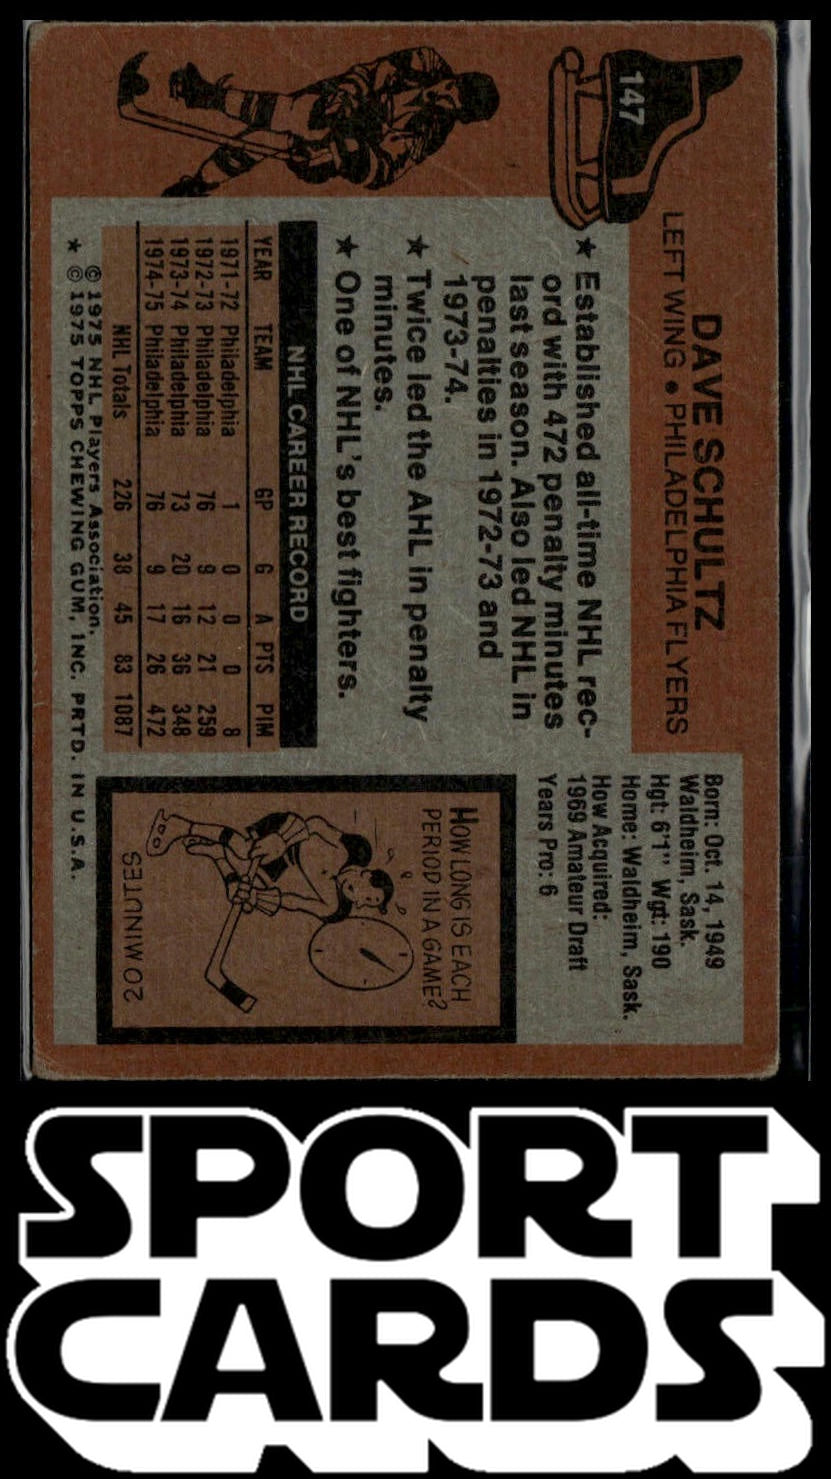 147
DAVE SCHULTZ
LEFT WING • PHILADELPHIA FLYERS
★ Established all-time NHL rec-
ord with 472 penalty minutes
last season. Also led NHL in
penalties in 1972-73 and
1973-74.
★ Twice led the AHL in penalty
minutes.
★ One of NHL's best fighters.
NHL CAREER RECORD
YEAR TEAM GP G A PTS PIM
1971-72 Philadelphia 1 0 0 0 8
1972-73 Philadelphia 76 9 12 21 259
1973-74 Philadelphia 73 20 16 36 348
1974-75 Philadelphia 76 9 17 26 472
NHL Totals 226 38 45 83 1087
© 1975 NHL Players Association.
★ © 1975 TOPPS CHEWING GUM, INC. PRTD. IN U.S.A.
Born: Oct. 14, 1949
Waldheim, Sask.
Hgt: 6'1" Wgt: 190
Home: Waldheim, Sask.
How Acquired:
1969 Amateur Draft
Years Pro: 6
HOW LONG IS EACH
PERIOD IN A GAME?
20 MINUTES
SPORT
CARDS